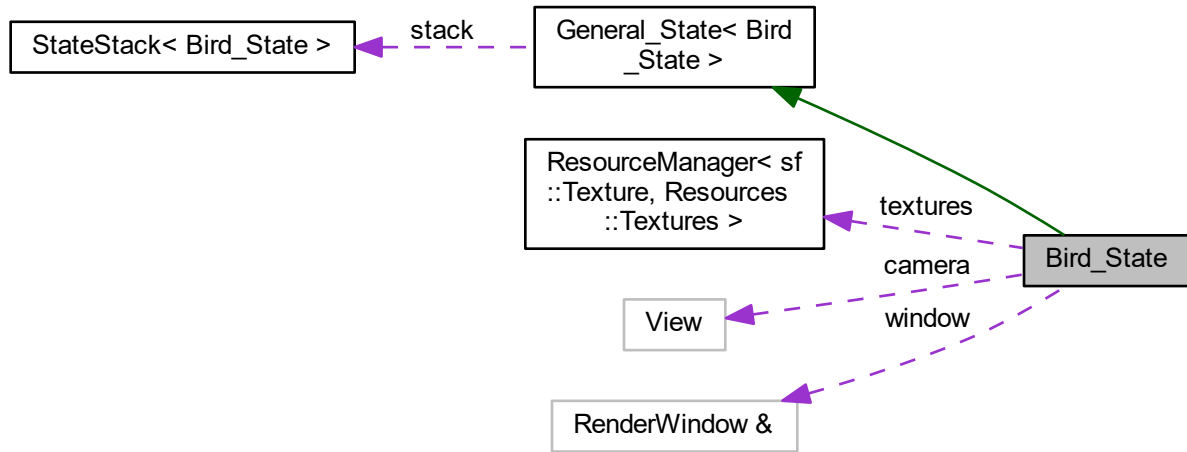 StateStack< Bird_State >
stack
General_State< Bird
_State >
ResourceManager< sf
::Texture, Resources
::Textures >
textures
Bird_State
camera
View
window
RenderWindow &